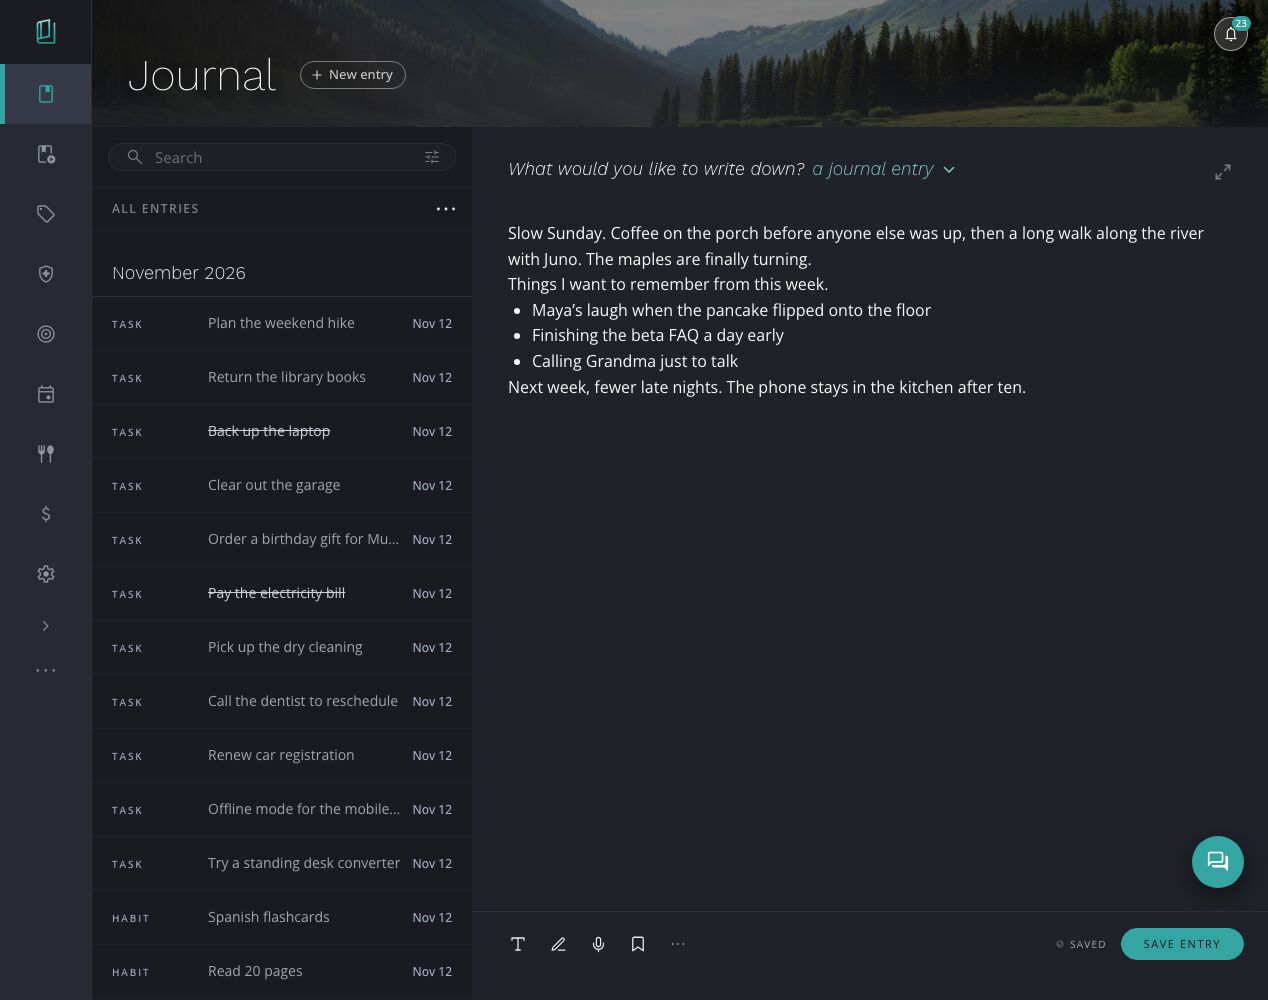 23
Journal
+ New entry
Search
ALL ENTRIES
What would you like to write down? a journal entry
November 2026
TASK Plan the weekend hike Nov 12
TASK Return the library books Nov 12
TASK Back up the laptop Nov 12
TASK Clear out the garage Nov 12
TASK Order a birthday gift for Mu... Nov 12
TASK Pay the electricity bill Nov 12
TASK Pick up the dry cleaning Nov 12
TASK Call the dentist to reschedule Nov 12
TASK Renew car registration Nov 12
TASK Offline mode for the mobile... Nov 12
TASK Try a standing desk converter Nov 12
HABIT Spanish flashcards Nov 12
HABIT Read 20 pages Nov 12
Slow Sunday. Coffee on the porch before anyone else was up, then a long walk along the river
with Juno. The maples are finally turning.
Things I want to remember from this week.
• Maya’s laugh when the pancake flipped onto the floor
• Finishing the beta FAQ a day early
• Calling Grandma just to talk
Next week, fewer late nights. The phone stays in the kitchen after ten.
SAVED
SAVE ENTRY